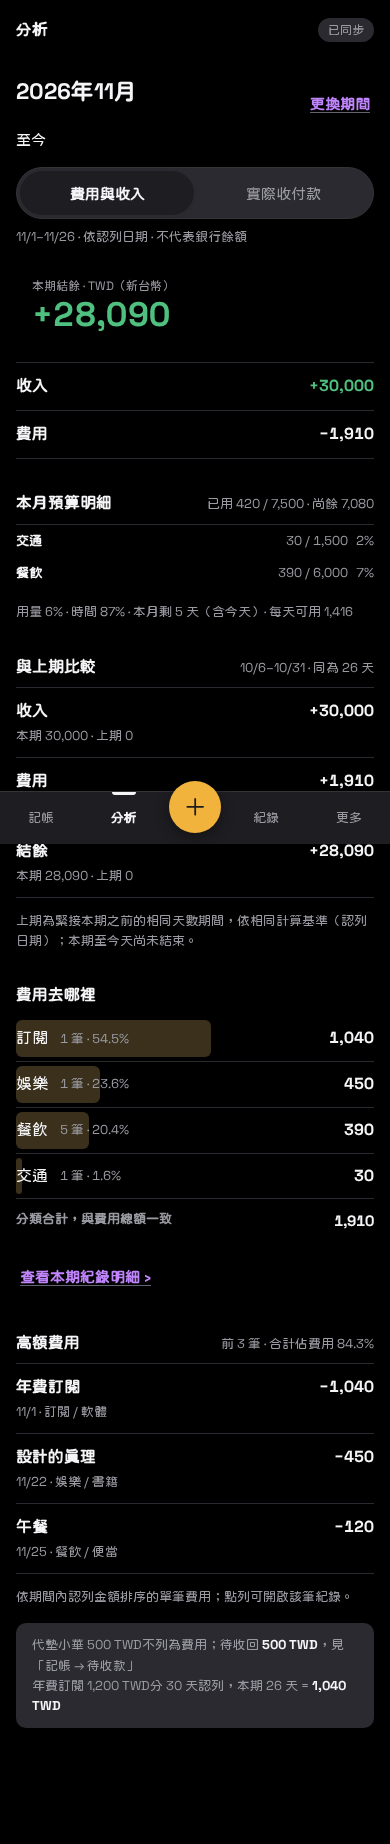 分析
已同步
2026年11月
更換期間
至今
費用與收入
實際收付款
11/1–11/26 · 依認列日期 · 不代表銀行餘額
本期結餘 · TWD（新台幣）
+28,090
收入 +30,000
費用 −1,910
本月預算明細 已用 420 / 7,500 · 尚餘 7,080
交通 30 / 1,500 2%
餐飲 390 / 6,000 7%
用量 6% · 時間 87% · 本月剩 5 天（含今天）· 每天可用 1,416
與上期比較 10/6–10/31 · 同為 26 天
收入 +30,000
本期 30,000 · 上期 0
費用 +1,910
記帳 分析 + 紀錄 更多
結餘 +28,090
本期 28,090 · 上期 0
上期為緊接本期之前的相同天數期間，依相同計算基準（認列
日期）；本期至今天尚未結束。
費用去哪裡
訂閱 1 筆 · 54.5% 1,040
娛樂 1 筆 · 23.6% 450
餐飲 5 筆 · 20.4% 390
交通 1 筆 · 1.6% 30
分類合計，與費用總額一致 1,910
查看本期紀錄明細 >
高額費用 前 3 筆 · 合計佔費用 84.3%
年費訂閱 −1,040
11/1 · 訂閱 / 軟體
設計的真理 −450
11/22 · 娛樂 / 書籍
午餐 −120
11/25 · 餐飲 / 便當
依期間內認列金額排序的單筆費用；點列可開啟該筆紀錄。
代墊小華 500 TWD不列為費用；待收回 500 TWD，見
「記帳 → 待收款」
年費訂閱 1,200 TWD分 30 天認列，本期 26 天 = 1,040
TWD